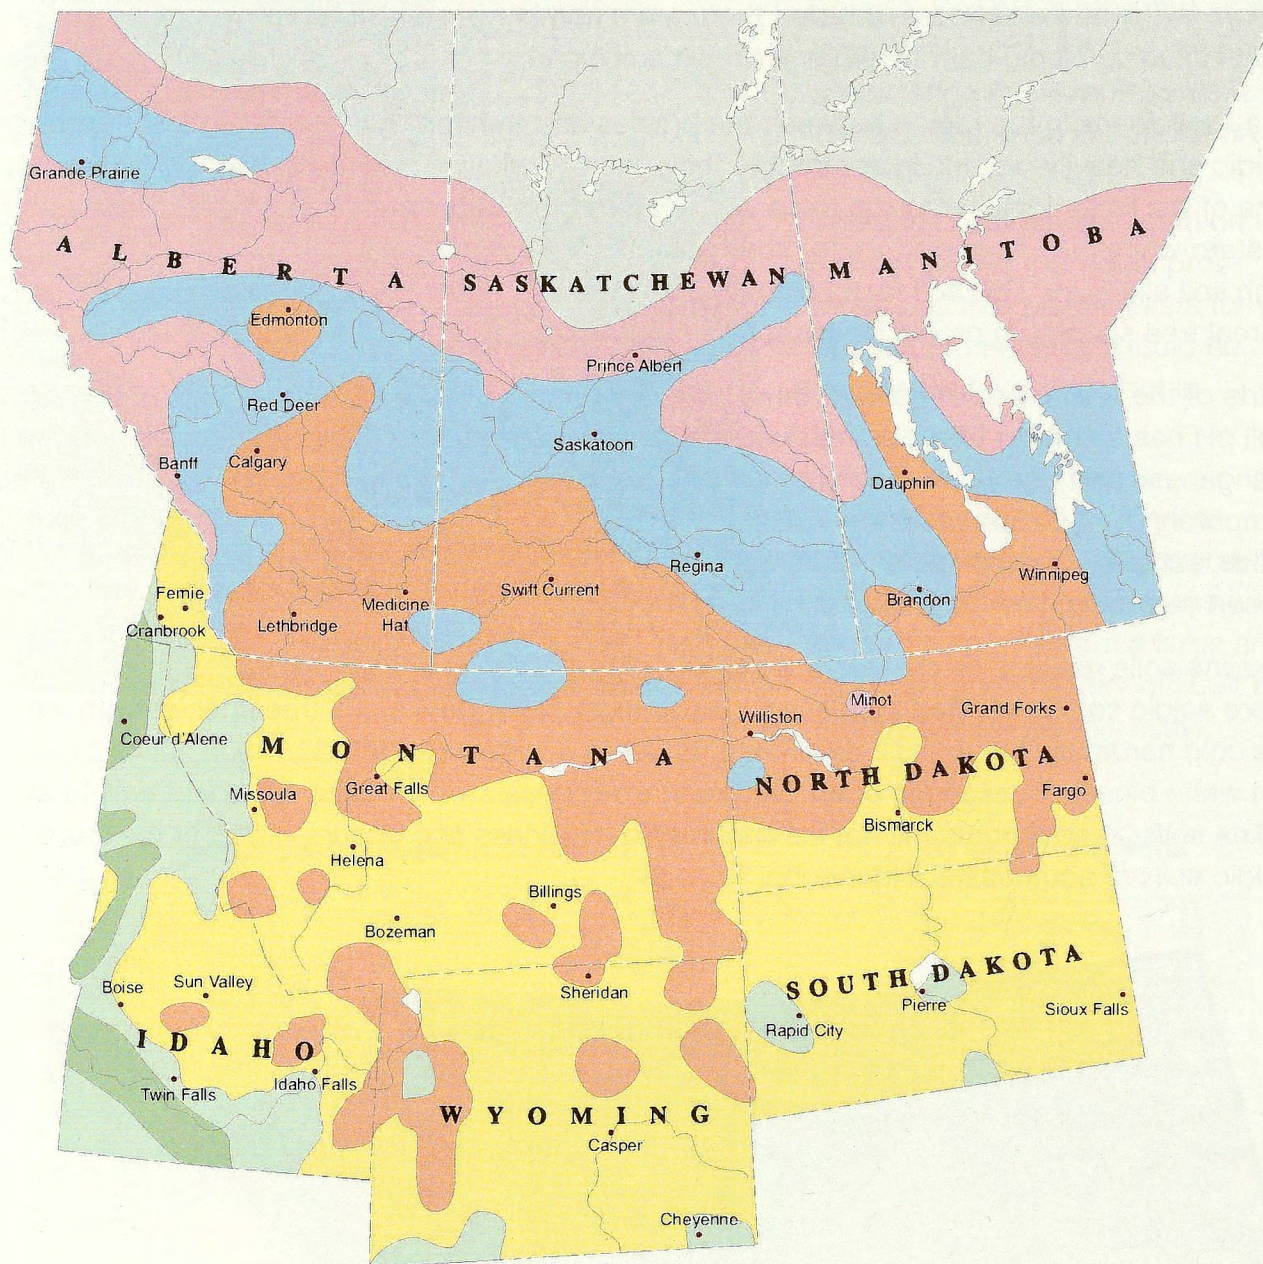 Grande Prairie
ALBERTA
SASKATCHEWAN
MANITOBA
Edmonton
Prince Albert
Red Deer
Saskatoon
Banff
Calgary
Dauphin
Regina
Winnipeg
Swift Current
Medicine
Hat
Brandon
Fernie
Cranbrook
Lethbridge
Minot
Grand Forks
Williston
Coeur d'Alene
MONTANA
NORTH DAKOTA
Missoula
Great Falls
Fargo
Bismarck
Helena
Billings
Bozeman
SOUTH DAKOTA
Boise
Sun Valley
Sheridan
Pierre
Sioux Falls
Rapid City
IDAHO
Twin Falls
Idaho Falls
WYOMING
Casper
Cheyenne